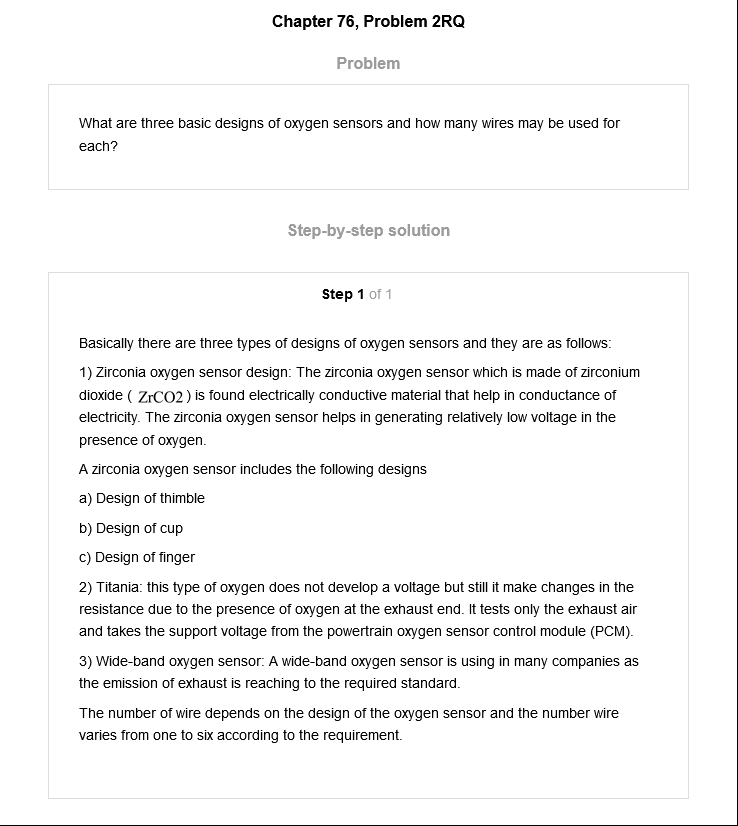 Chapter 76, Problem 2RQ
Problem
What are three basic designs of oxygen sensors and how many wires may be used for
each?
Step-by-step solution
Step 1 of 1
Basically there are three types of designs of oxygen sensors and they are as follows:
1) Zirconia oxygen sensor design: The zirconia oxygen sensor which is made of zirconium
dioxide ( ZrCO2 ) is found electrically conductive material that help in conductance of
electricity. The zirconia oxygen sensor helps in generating relatively low voltage in the
presence of oxygen.
A zirconia oxygen sensor includes the following designs
a) Design of thimble
b) Design of cup
c) Design of finger
2) Titania: this type of oxygen does not develop a voltage but still it make changes in the
resistance due to the presence of oxygen at the exhaust end. It tests only the exhaust air
and takes the support voltage from the powertrain oxygen sensor control module (PCM).
3) Wide-band oxygen sensor: A wide-band oxygen sensor is using in many companies as
the emission of exhaust is reaching to the required standard.
The number of wire depends on the design of the oxygen sensor and the number wire
varies from one to six according to the requirement.